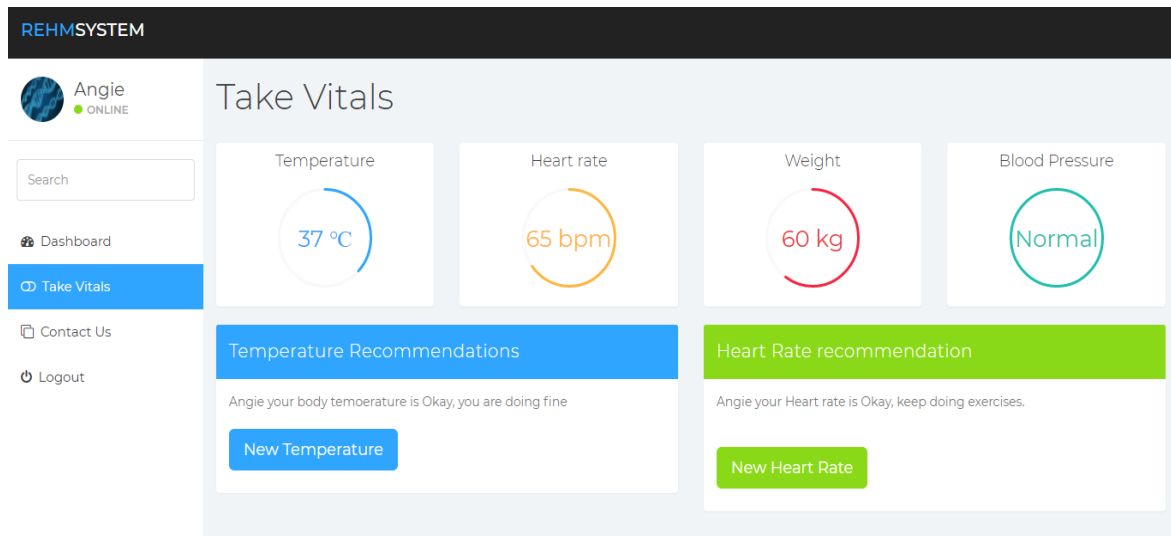 REHMSYSTEM
Angie
ONLINE
Search
Dashboard
Take Vitals
Contact Us
Logout
Take Vitals
Temperature
37 °C
Heart rate
65 bpm
Weight
60 kg
Blood Pressure
Normal
Temperature Recommendations
Angie your body temoerature is Okay, you are doing fine
New Temperature
Heart Rate recommendation
Angie your Heart rate is Okay, keep doing exercises.
New Heart Rate